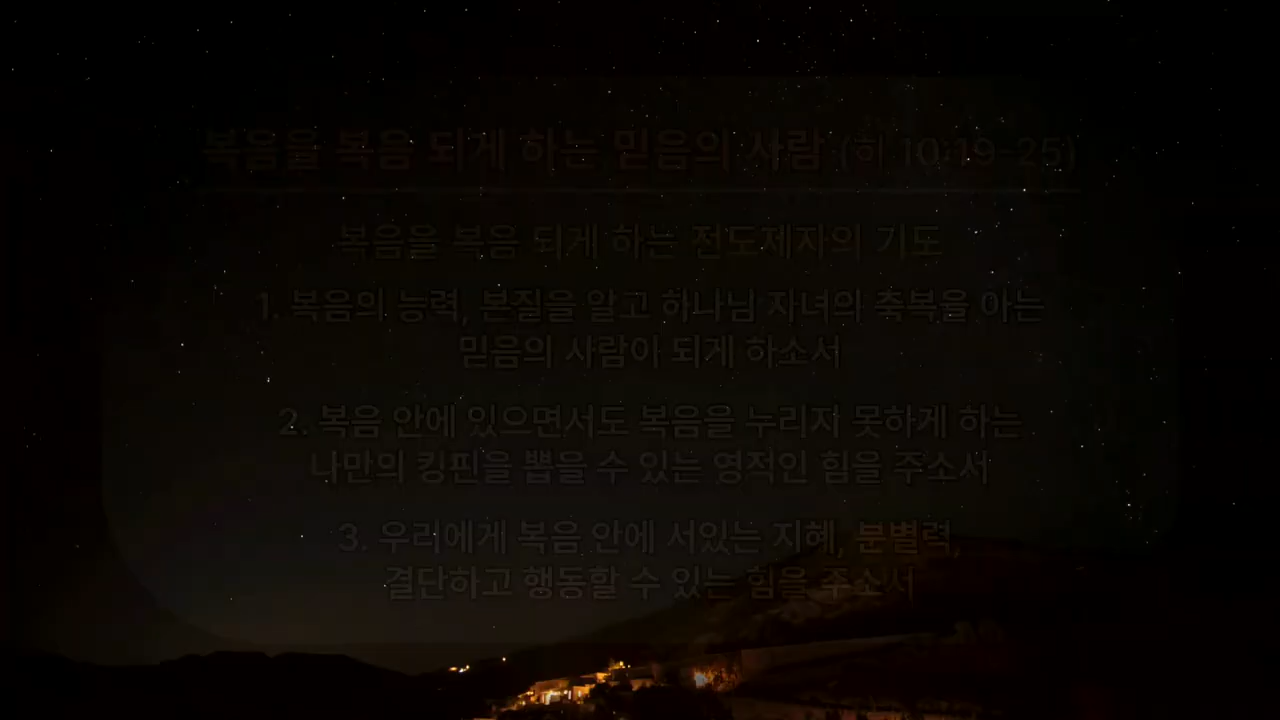 복음을 복음 되게 하는 믿음의 사람 (히 10:19-25)
복음을 복음 되게 하는 전도제자의 기도
1. 복음의 능력, 본질을 알고 하나님 자녀의 축복을 아는
믿음의 사람이 되게 하소서
2. 복음 안에 있으면서도 복음을 누리지 못하게 하는
나만의 킹핀을 뽑을 수 있는 영적인 힘을 주소서
3. 우리에게 복음 안에 서있는 지혜, 분별력,
결단하고 행동할 수 있는 힘을 주소서